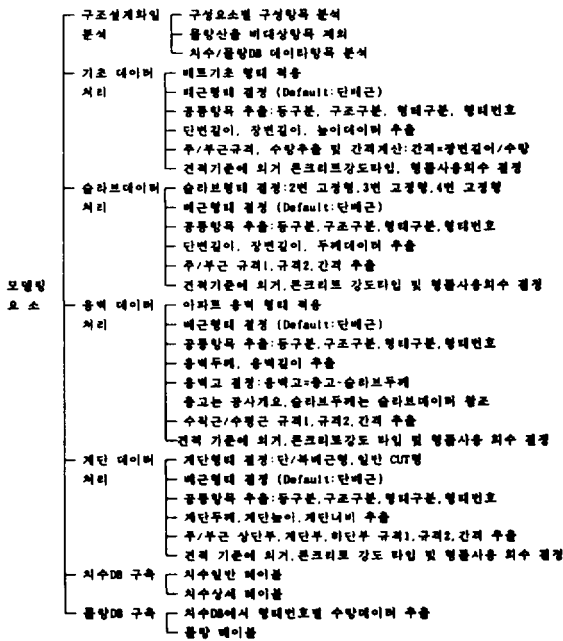 구조설계화일 구성요소별 구성항목 분석
분석 물량산출 비대상항목 제외
치수/물량DB 데이타항목 분석
기초 데이터 매트기초 형태 적용
처리 배근형태 결정 (Default:단배근)
공통항목 추출:동구분, 구조구분, 형태구분, 형태번호
단변길이, 장변길이, 높이데이터 추출
주/부근규격, 수량추출 및 간격계산:간격=장변길이/수량
견적기준에 의거 콘크리트강도타입, 형틀사용회수 결정
슬라브데이터 슬라브형태 결정:2변 고정형,3변 고정형,4변 고정형
처리 배근형태 결정 (Default:단배근)
공통항목 추출:동구분,구조구분,형태구분,형태번호
단변길이, 장변길이, 두께데이터 추출
주/부근 규격1,규격2,간격 추출
견적기준에 의거,콘크리트 강도타입 및 형틀사용회수 결정
모델링
요 소
옹벽 데이터 아파트 옹벽 형태 적용
처리 배근형태 결정 (Default:단배근)
공통항목 추출:동구분,구조구분,형태구분,형태번호
옹벽두께, 옹벽길이 추출
옹벽고 결정:옹벽고=층고-슬라브두께
층고는 공사개요,슬라브두께는 슬라브데이터 참조
수직근/수평근 규격1,규격2,간격 추출
견적 기준에 의거,콘크리트강도 타입 및 형틀사용 회수 결정
계단 데이터 계단형태 결정:단/복배근형,일반 CUT형
처리 배근형태 결정 (Default:단배근)
공통항목 추출:동구분,구조구분,형태구분,형태번호
계단두께,계단높이,계단너비 추출
주/부근 상단부,계단부,하단부 규격1,규격2,간격 추출
견적 기준에 의거,콘크리트 강도 타입 및 형틀사용 회수 결정
치수DB 구축 치수일반 테이블
치수상세 테이블
물량DB 구축 치수DB에서 형태번호별 수량데이터 추출
물량 테이블